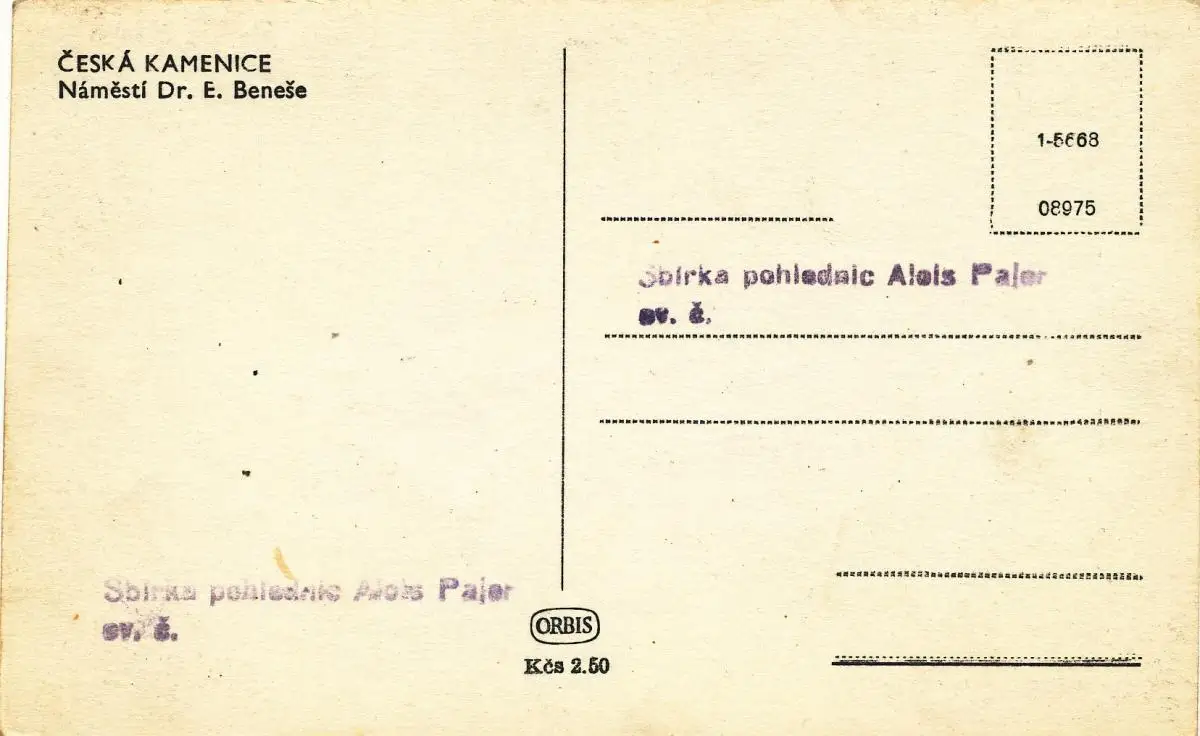 ČESKÁ KAMENICE
Náměstí Dr. E. Beneše
1-5668
08975
Sbírka pohlednic Alois Pajer
ev. č.
Sbírka pohlednic Alois Pajer
ev. č.
ORBIS
Kčs 2.50